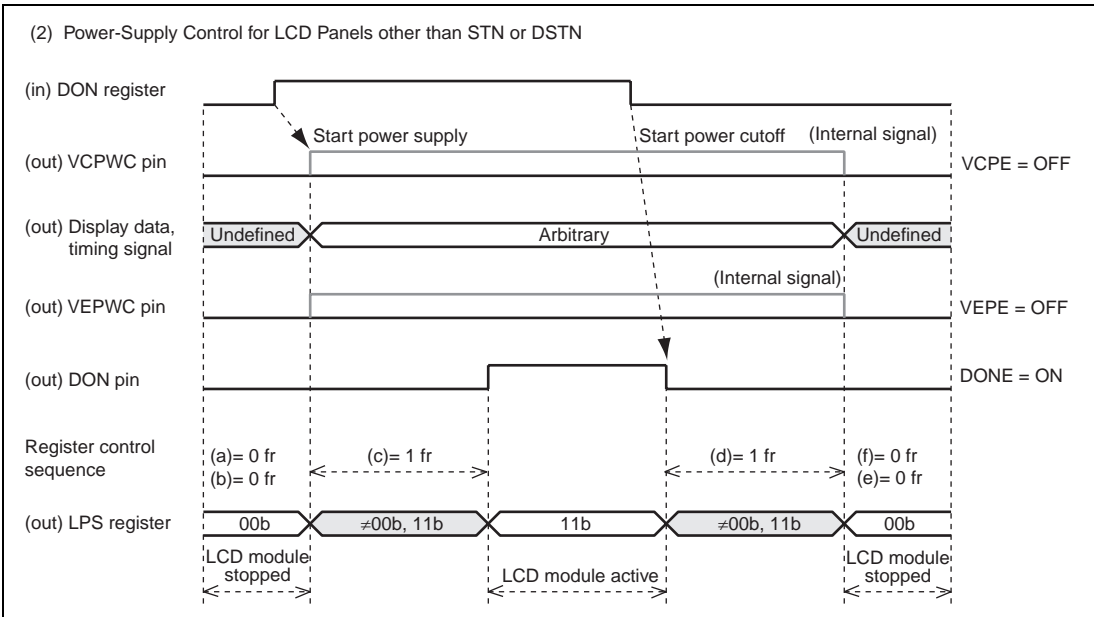 (2) Power-Supply Control for LCD Panels other than STN or DSTN
(in) DON register
Start power supply
Start power cutoff
(Internal signal)
(out) VCPWC pin
VCPE = OFF
(out) Display data,
timing signal
Undefined
Arbitrary
Undefined
(Internal signal)
(out) VEPWC pin
VEPE = OFF
(out) DON pin
DONE = ON
Register control
sequence
(a)= 0 fr
(b)= 0 fr
(c)= 1 fr
(d)= 1 fr
(f)= 0 fr
(e)= 0 fr
(out) LPS register
00b
≠00b, 11b
11b
≠00b, 11b
00b
LCD module
stopped
LCD module active
LCD module
stopped